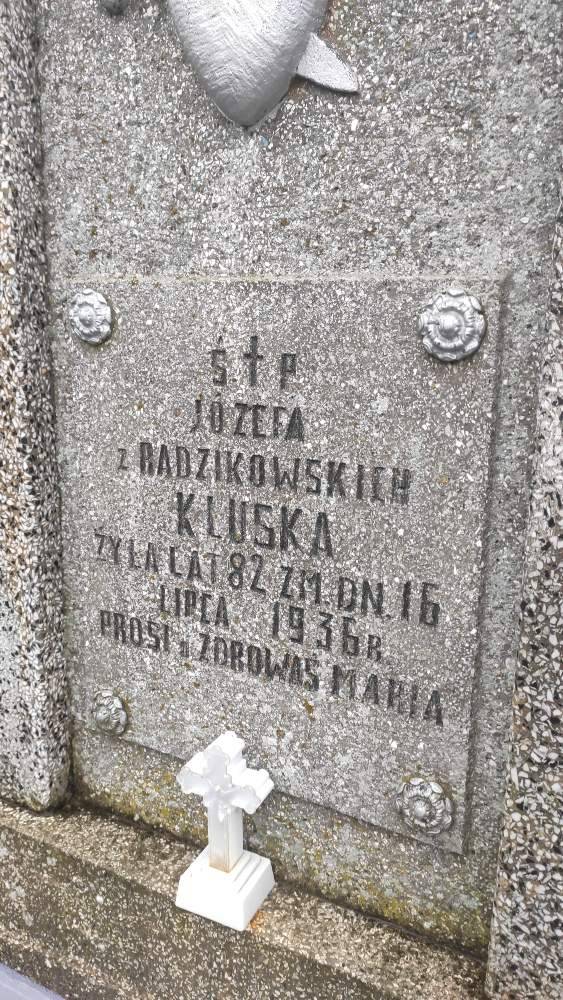 Ś.†P
JÓZEFA
z RADZIKOWSKICH
KLUSKA
ŻYŁA LAT 82 ZM. DN. 16
LIPCA 1936 R.
PROSI o ZDROWAŚ MARIA